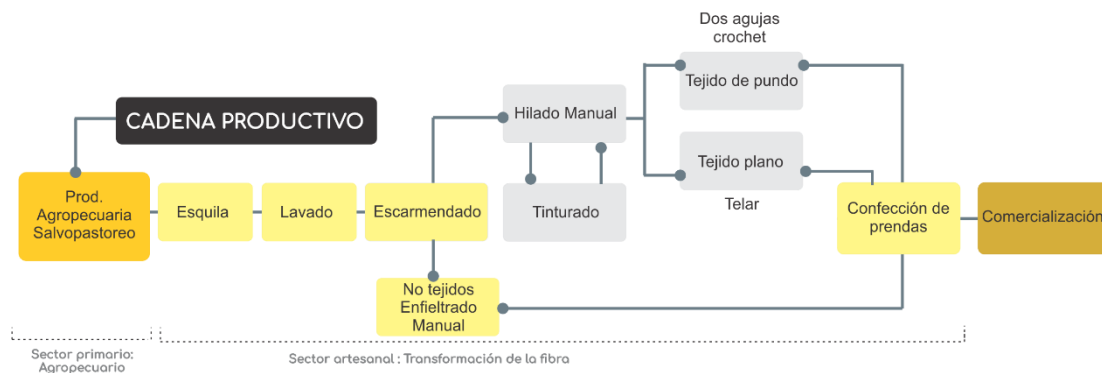 CADENA PRODUCTIVO
Prod.
Agropecuaria
Salvopastoreo
Esquila
Lavado
Escarmendado
No tejidos
Enfieltrado
Manual
Hilado Manual
Tinturado
Dos agujas
crochet
Tejido de pundo
Tejido plano
Telar
Confección de
prendas
Comercialización
Sector primario:
Agropecuario
Sector artesanal : Transformación de la fibra